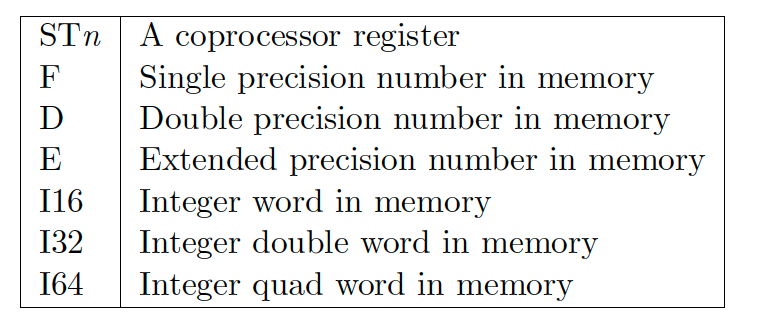 STn A coprocessor register
F Single precision number in memory
D Double precision number in memory
E Extended precision number in memory
I16 Integer word in memory
I32 Integer double word in memory
I64 Integer quad word in memory